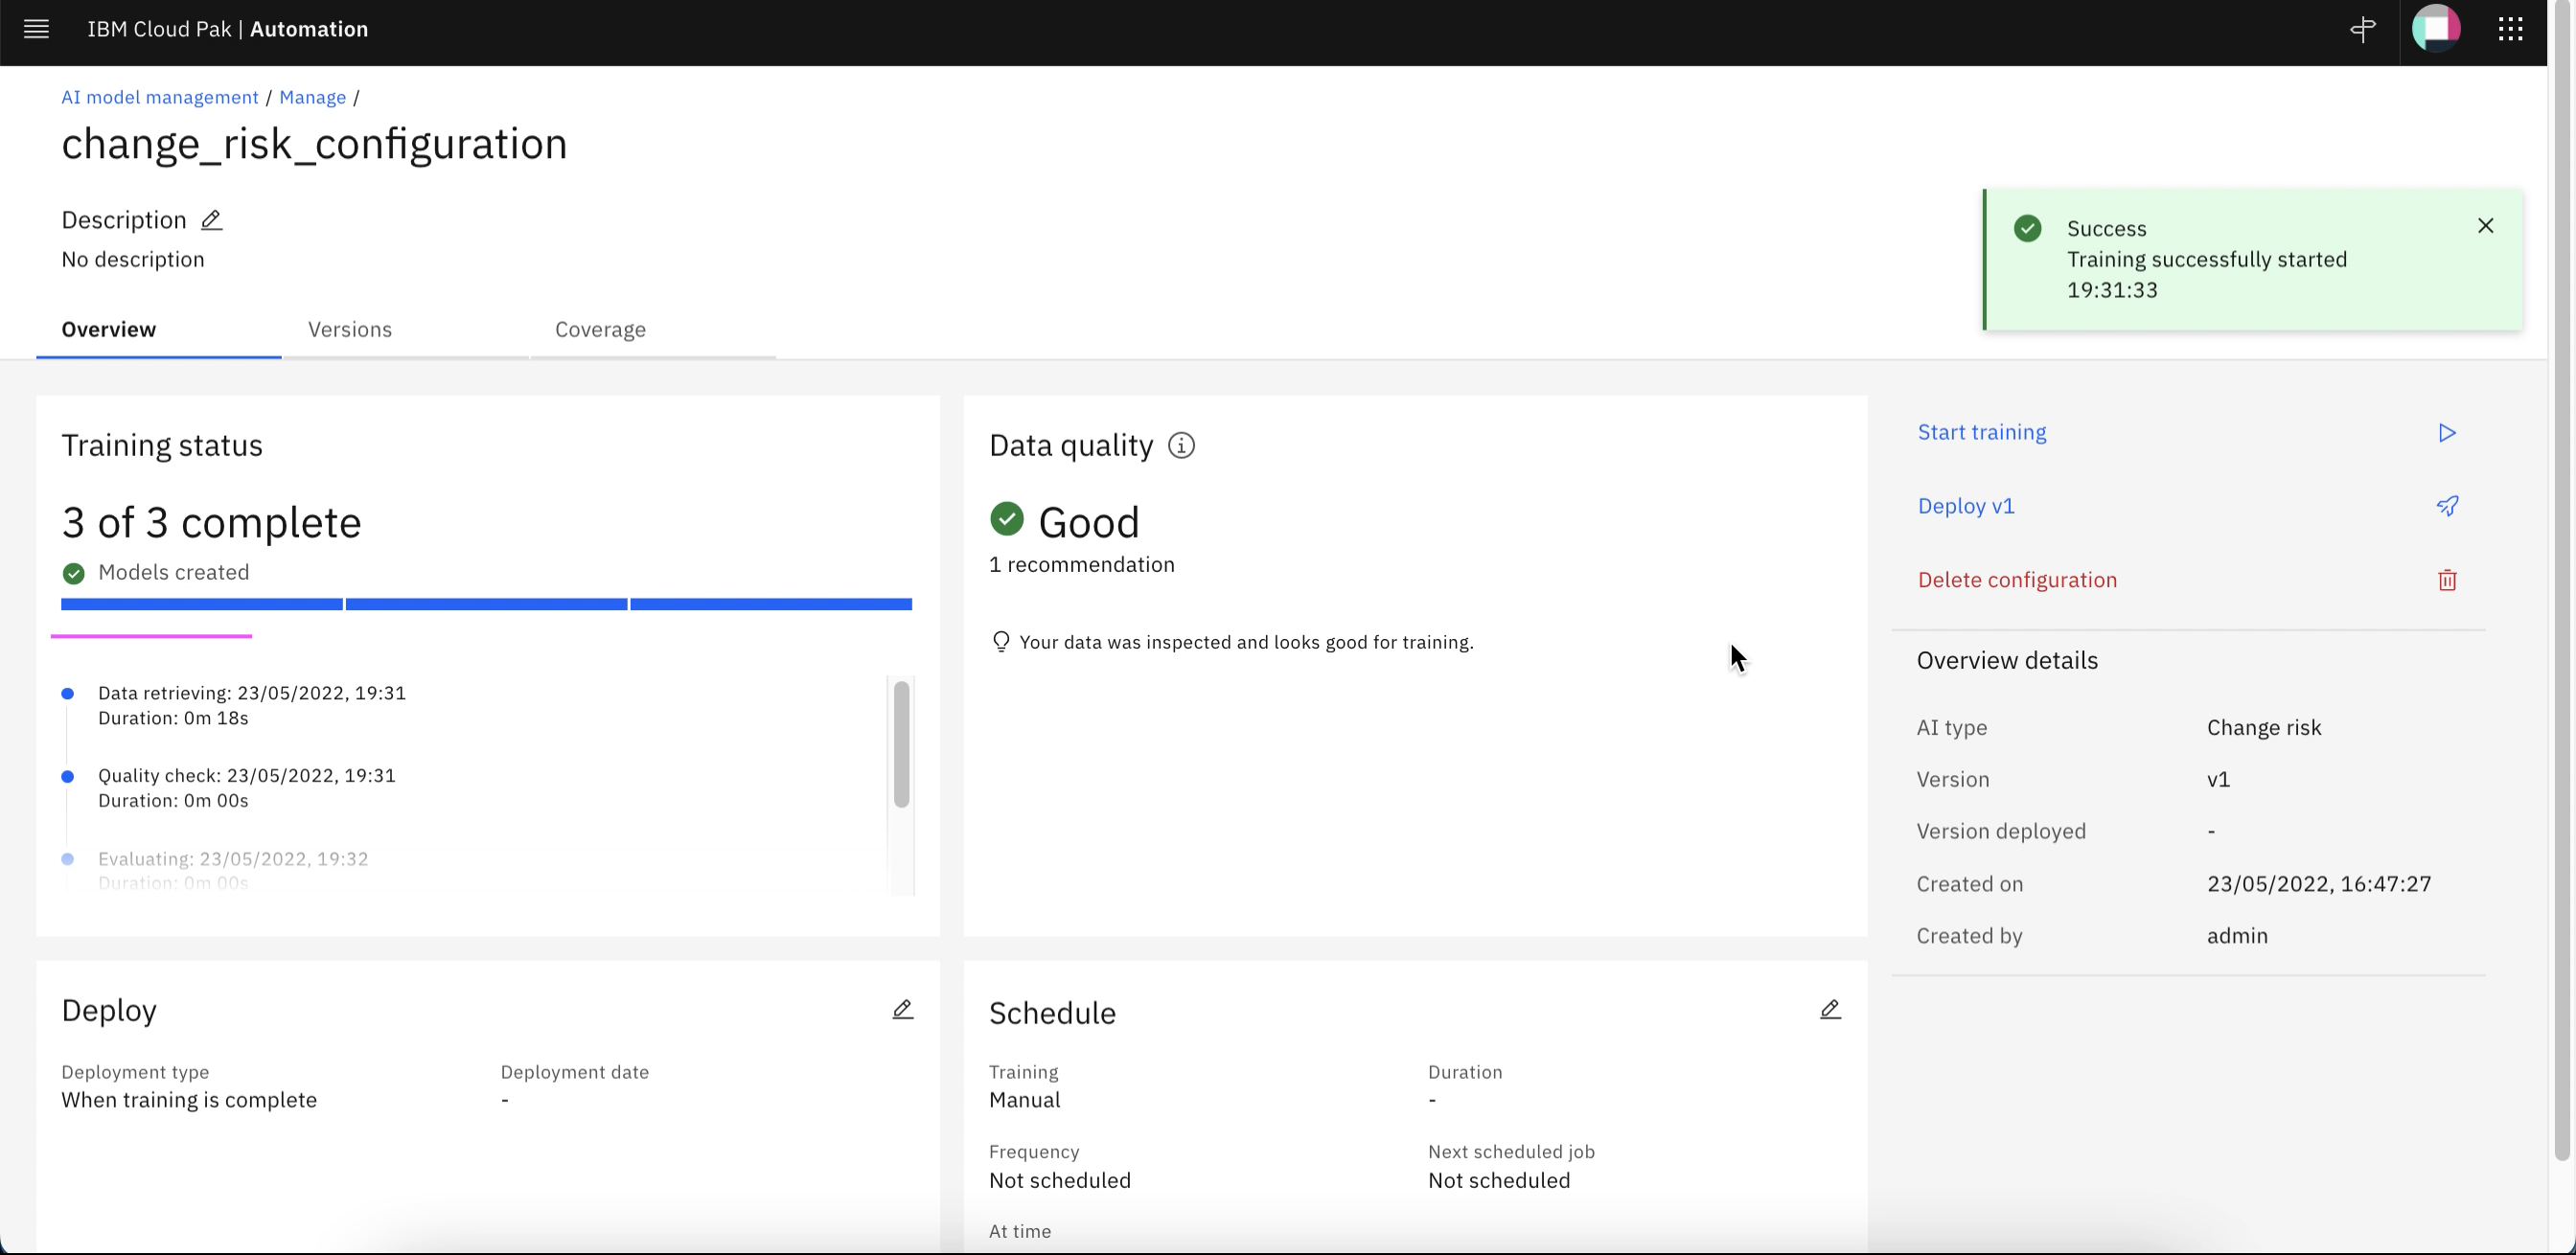 IBM Cloud Pak | Automation
AI model management / Manage /
change_risk_configuration
Description
No description
Success
Training successfully started
19:31:33
Overview
Versions
Coverage
Training status
3 of 3 complete
Models created
Data retrieving: 23/05/2022, 19:31
Duration: 0m 18s
Quality check: 23/05/2022, 19:31
Duration: 0m 00s
Evaluating: 23/05/2022, 19:32
Duration: 0m 00s
Data quality
Good
1 recommendation
Your data was inspected and looks good for training.
Start training
Deploy v1
Delete configuration
Overview details
AI type Change risk
Version v1
Version deployed -
Created on 23/05/2022, 16:47:27
Created by admin
Deploy
Deployment type Deployment date
When training is complete -
Schedule
Training Duration
Manual -
Frequency Next scheduled job
Not scheduled Not scheduled
At time